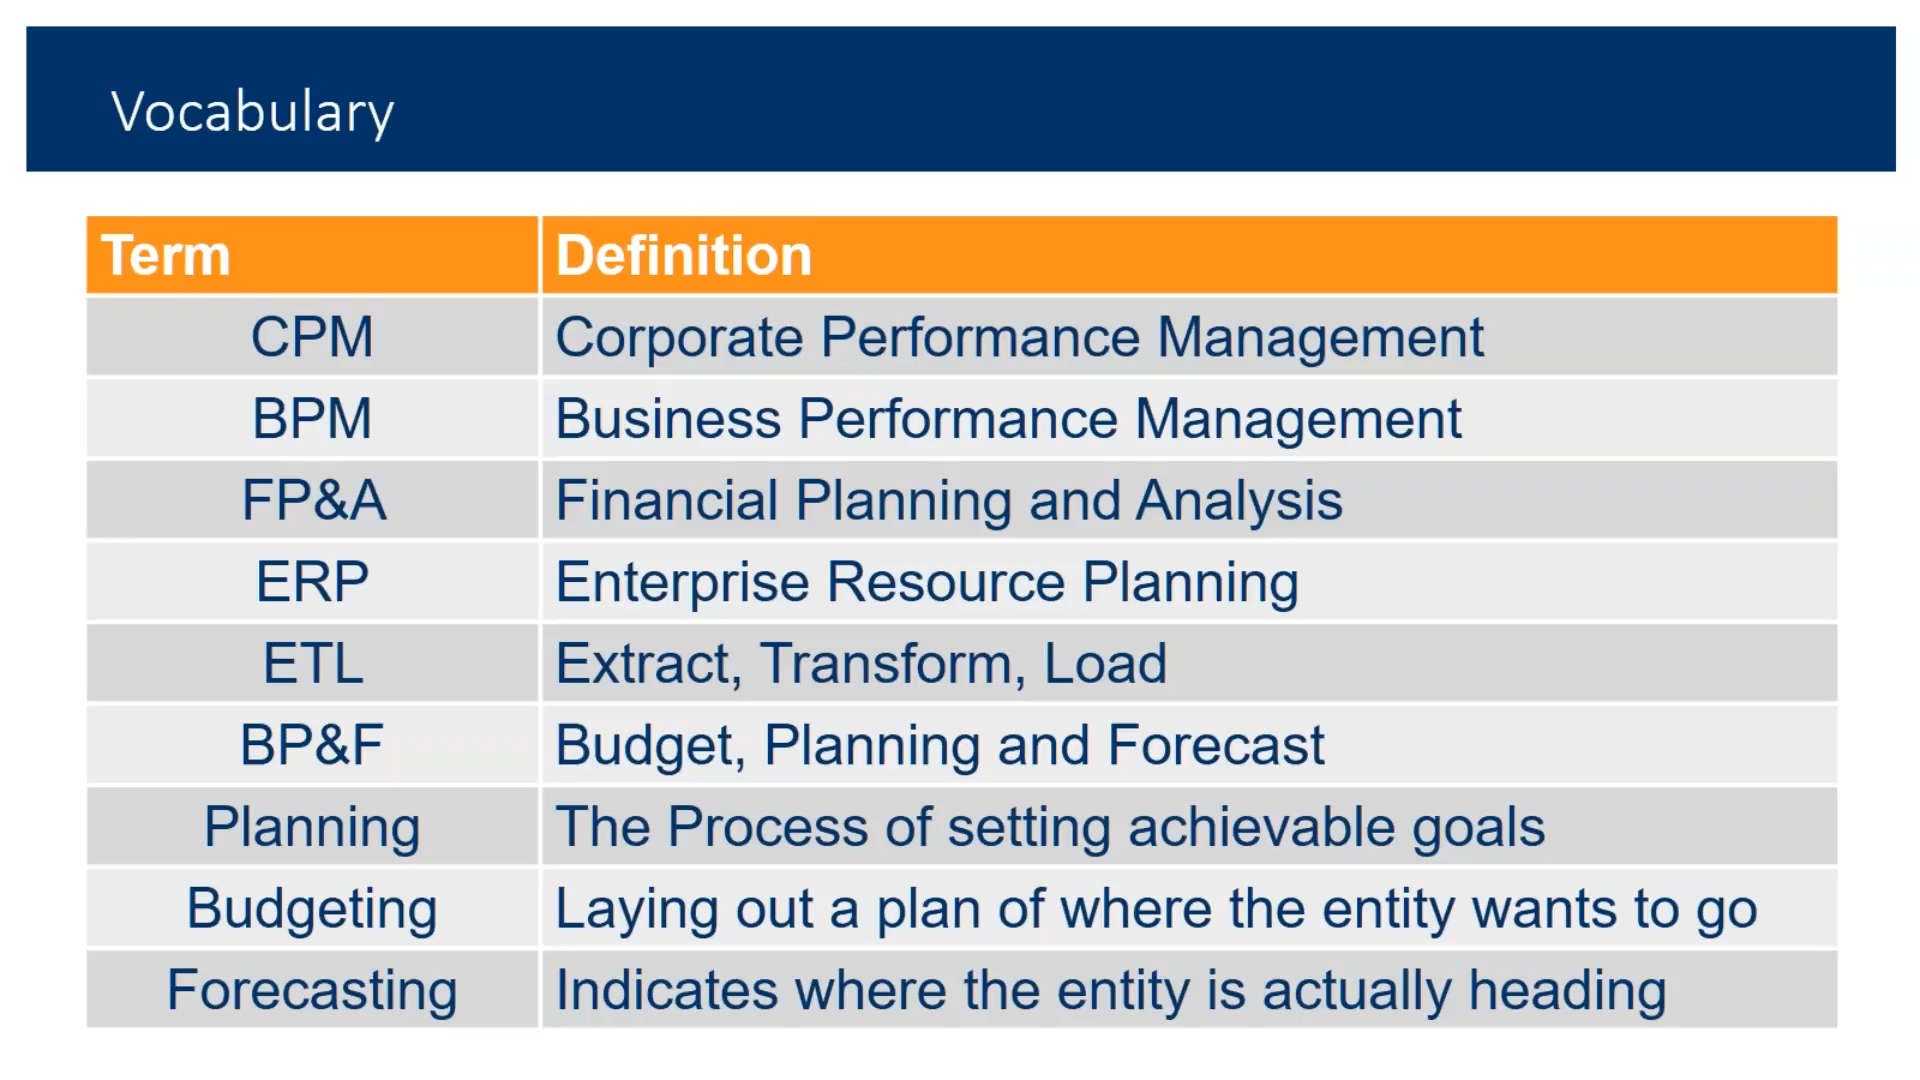 Vocabulary
Term Definition
CPM Corporate Performance Management
BPM Business Performance Management
FP&A Financial Planning and Analysis
ERP Enterprise Resource Planning
ETL Extract, Transform, Load
BP&F Budget, Planning and Forecast
Planning The Process of setting achievable goals
Budgeting Laying out a plan of where the entity wants to go
Forecasting Indicates where the entity is actually heading